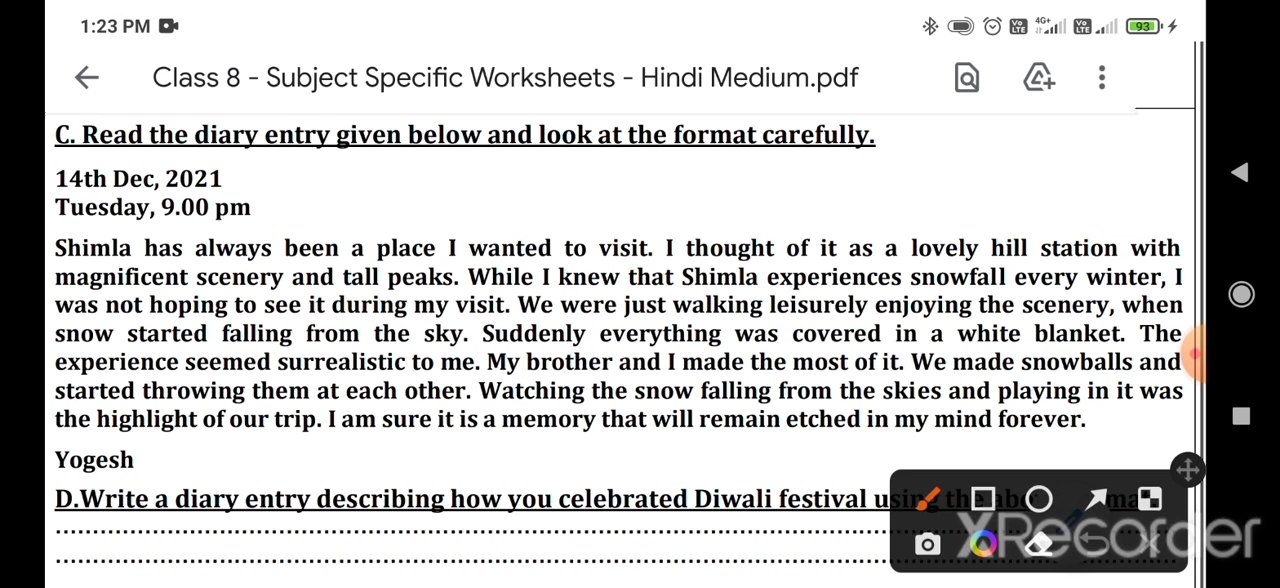 1:23 PM
Vo LTE 4G+ Vo LTE 93
Class 8 - Subject Specific Worksheets - Hindi Medium.pdf
C. Read the diary entry given below and look at the format carefully.
14th Dec, 2021
Tuesday, 9.00 pm
Shimla has always been a place I wanted to visit. I thought of it as a lovely hill station with
magnificent scenery and tall peaks. While I knew that Shimla experiences snowfall every winter, I
was not hoping to see it during my visit. We were just walking leisurely enjoying the scenery, when
snow started falling from the sky. Suddenly everything was covered in a white blanket. The
experience seemed surrealistic to me. My brother and I made the most of it. We made snowballs and
started throwing them at each other. Watching the snow falling from the skies and playing in it was
the highlight of our trip. I am sure it is a memory that will remain etched in my mind forever.
Yogesh
D.Write a diary entry describing how you celebrated Diwali festival using the
XRecorder